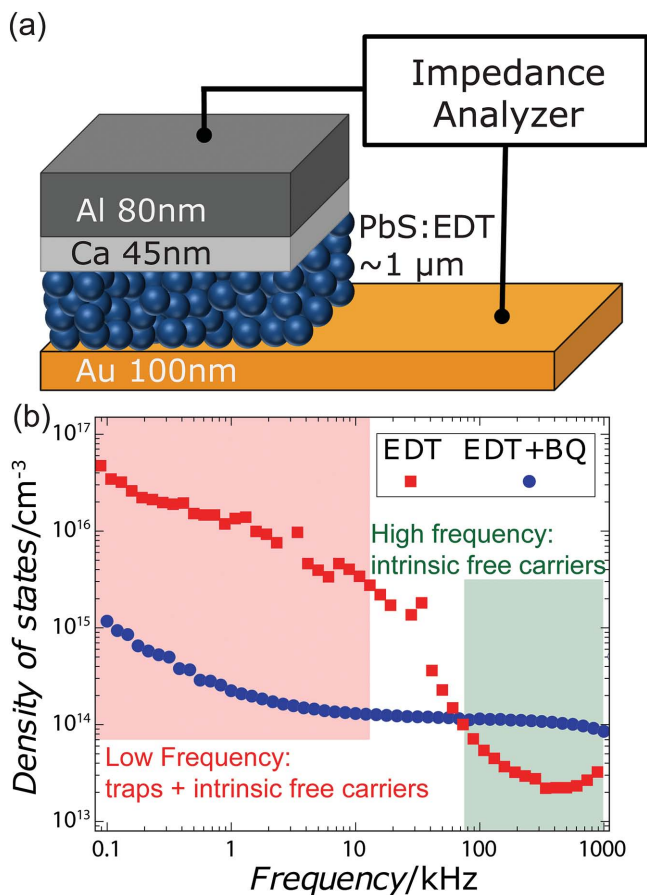 (a)
Impedance
Analyzer
Al 80nm
Ca 45nm
PbS:EDT
~1 μm
Au 100nm
(b)
10¹⁷
10¹⁶
10¹⁵
10¹⁴
10¹³
Density of states/cm⁻³
EDT EDT+BQ
High frequency:
intrinsic free carriers
Low Frequency:
traps + intrinsic free carriers
0.1 1 10 100 1000
Frequency/kHz